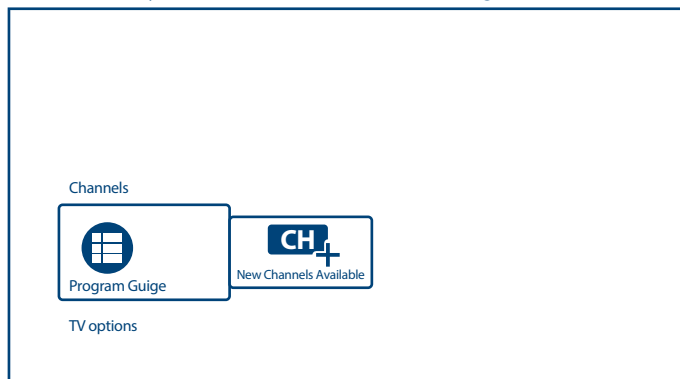 Channels
CH
New Channels Available
Program Guige
TV options